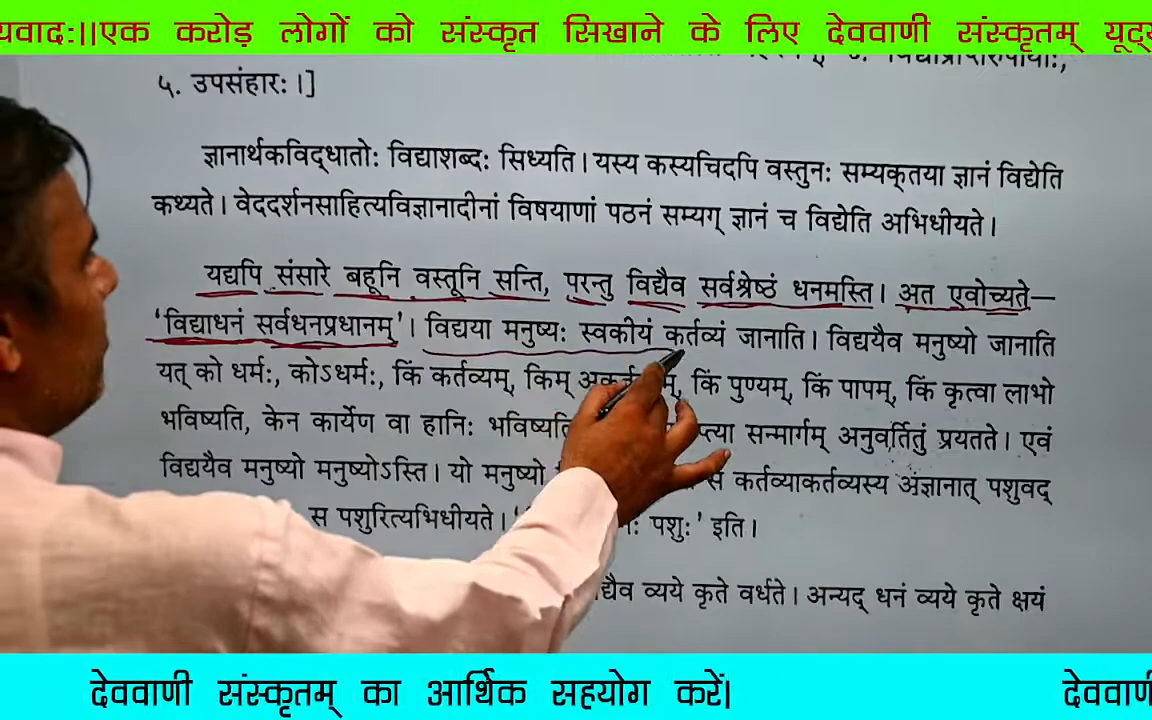 एक करोड़ लोगों को संस्कृत सिखाने के लिए देववाणी संस्कृतम्
५. उपसंहारः ।]
ज्ञानार्थकविद्धातोः विद्याशब्दः सिध्यति । यस्य कस्यचिदपि वस्तुनः सम्यक्तया ज्ञानं विद्येति
कथ्यते । वेददर्शनसाहित्यविज्ञानादीनां विषयाणां पठनं सम्यग् ज्ञानं च विद्येति अभिधीयते ।
यद्यपि संसारे बहूनि वस्तूनि सन्ति, परन्तु विद्यैव सर्वश्रेष्ठं धनमस्ति । अत एवोच्यते—
'विद्याधनं सर्वधनप्रधानम्' । विद्यया मनुष्यः स्वकीयं कर्तव्यं जानाति । विद्ययैव मनुष्यो जानाति
यत् को धर्मः, कोऽधर्मः, किं कर्तव्यम्, किम् किं पुण्यम्, किं पापम्, किं कृत्वा लाभो
भविष्यति, केन कार्येण वा हानिः सन्मार्गम् अनुवर्तितुं प्रयतते । एवं
विद्ययैव मनुष्यो मनुष्योऽस्ति । यो मनुष्यो स कर्तव्याकर्तव्यस्य अज्ञानात् पशुवद्
स पशुरित्यभिधीयते । पशुः' इति ।
व्यये कृते वर्धते । अन्यद् धनं व्यये कृते क्षयं
देववाणी संस्कृतम् का आर्थिक सहयोग करें।